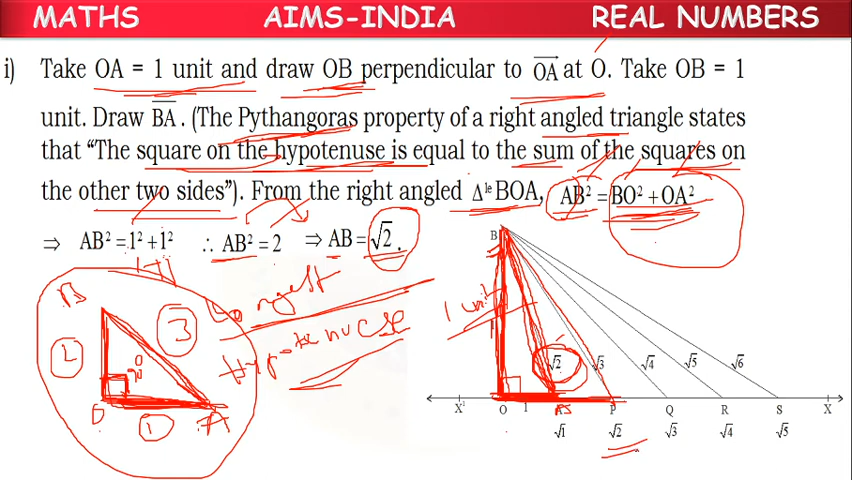 MATHS AIMS-INDIA REAL NUMBERS
i) Take OA = 1 unit and draw OB perpendicular to OA at O. Take OB = 1
unit. Draw BA. (The Pythangoras property of a right angled triangle states
that “The square on the hypotenuse is equal to the sum of the squares on
the other two sides”). From the right angled Δˡᵉ BOA, AB² = BO² + OA²
⇒ AB² = 1² + 1² ∴ AB² = 2 ⇒ AB = √2 .
B
B
3
2
90°
O
A
1
Longest
Hypotenuse
1 unit
√2 √3 √4 √5 √6
X¹ O 1 P Q R S X
√1 √2 √3 √4 √5